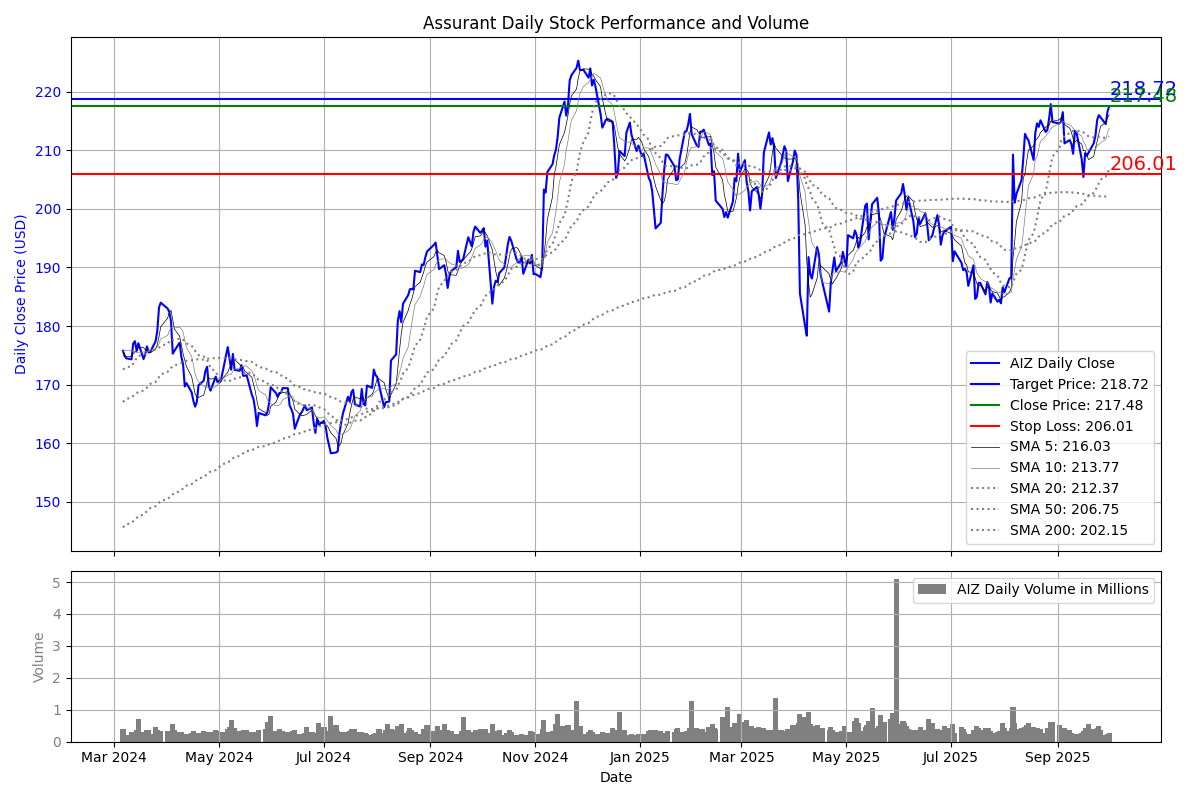 Assurant Daily Stock Performance and Volume
218.72
217.48
206.01
220
210
200
190
180
170
160
150
Daily Close Price (USD)
AIZ Daily Close
Target Price: 218.72
Close Price: 217.48
Stop Loss: 206.01
SMA 5: 216.03
SMA 10: 213.77
SMA 20: 212.37
SMA 50: 206.75
SMA 200: 202.15
5
4
3
2
1
0
Volume
AIZ Daily Volume in Millions
Mar 2024
May 2024
Jul 2024
Sep 2024
Nov 2024
Jan 2025
Mar 2025
May 2025
Jul 2025
Sep 2025
Date